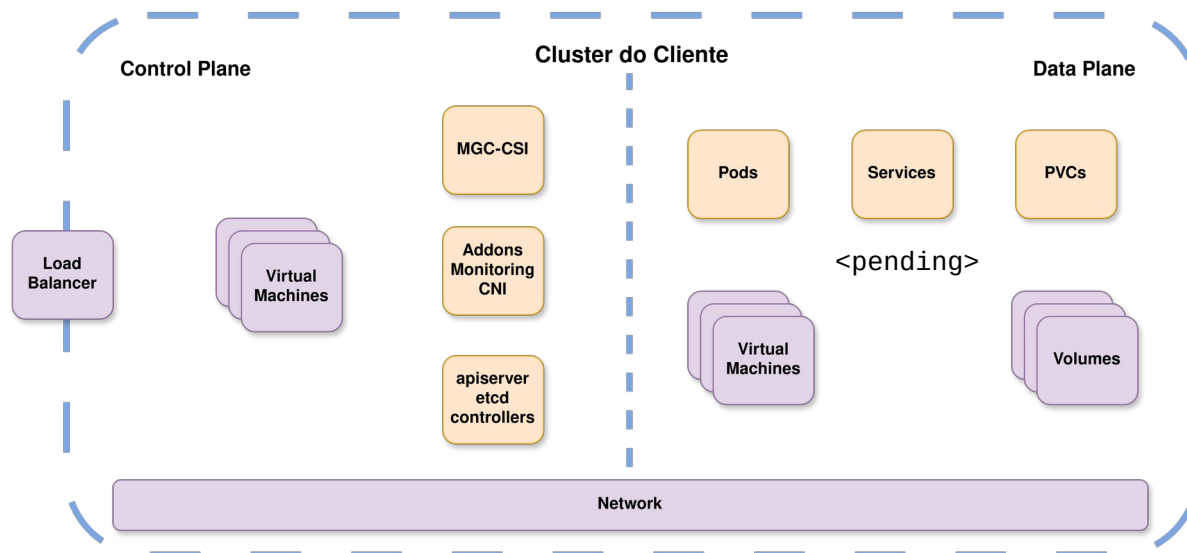 Cluster do Cliente
Control Plane
Data Plane
MGC-CSI
Pods
Services
PVCs
Load
Balancer
Virtual
Machines
Addons
Monitoring
CNI
<pending>
Virtual
Machines
Volumes
apiserver
etcd
controllers
Network